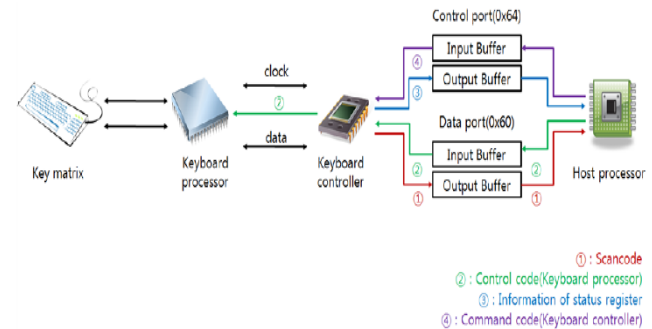 Control port(0x64)
Input Buffer
④
Output Buffer
③
clock
②
data
Data port(0x60)
Input Buffer
② ②
Output Buffer
① ①
Key matrix
Keyboard
processor
Keyboard
controller
Host processor
① : Scancode
② : Control code(Keyboard processor)
③ : Information of status register
④ : Command code(Keyboard controller)